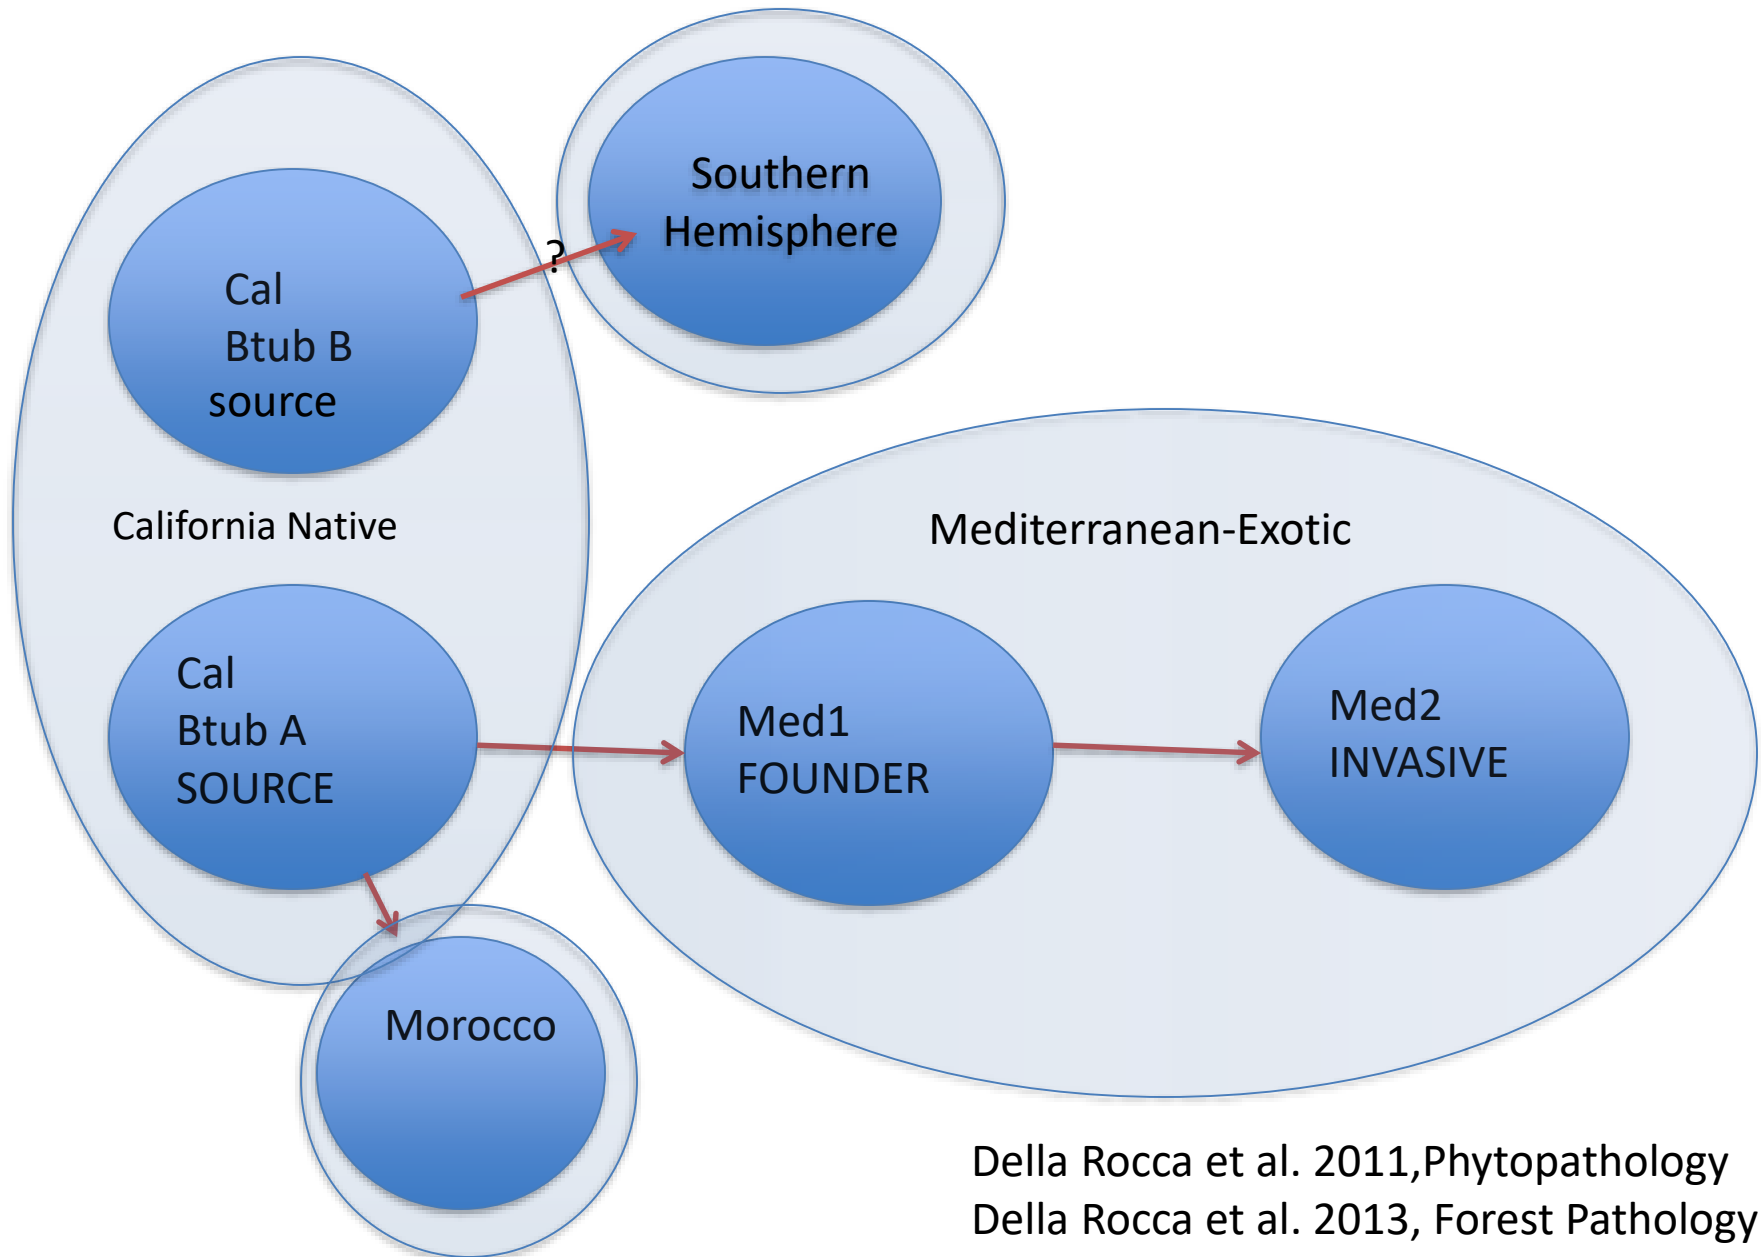 Southern
Hemisphere
?
Cal
Btub B
source
California Native
Mediterranean-Exotic
Cal
Btub A
SOURCE
Med1
FOUNDER
Med2
INVASIVE
Morocco
Della Rocca et al. 2011,Phytopathology
Della Rocca et al. 2013, Forest Pathology